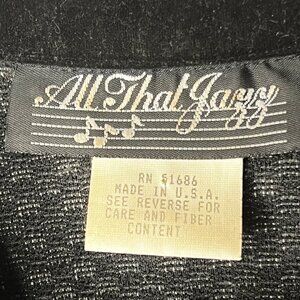 All That Jazz
RN 51686
MADE IN U.S.A.
SEE REVERSE FOR
CARE AND FIBER
CONTENT